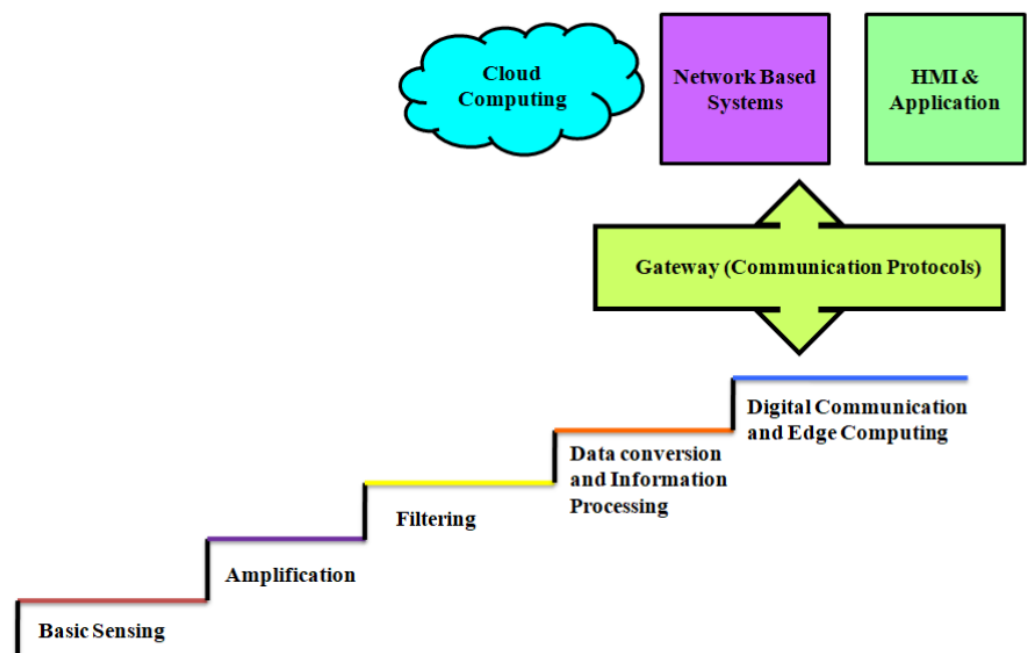 Cloud
Computing
Network Based
Systems
HMI &
Application
Gateway (Communication Protocols)
Digital Communication
and Edge Computing
Data conversion
and Information
Processing
Filtering
Amplification
Basic Sensing